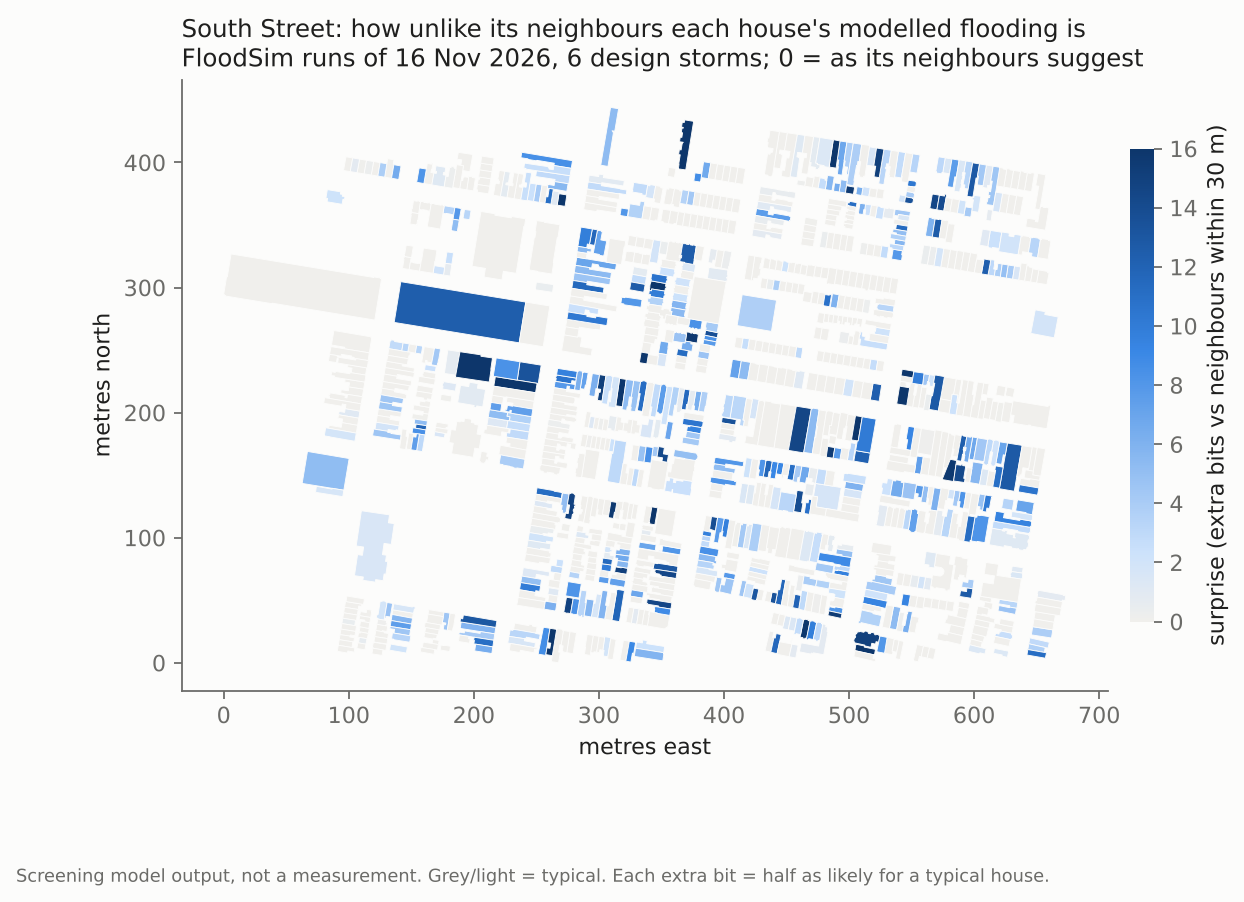 South Street: how unlike its neighbours each house's modelled flooding is
FloodSim runs of 16 Nov 2026, 6 design storms; 0 = as its neighbours suggest
metres north
400
300
200
100
0
0 100 200 300 400 500 600 700
metres east
16
14
12
10
8
6
4
2
0
surprise (extra bits vs neighbours within 30 m)
Screening model output, not a measurement. Grey/light = typical. Each extra bit = half as likely for a typical house.